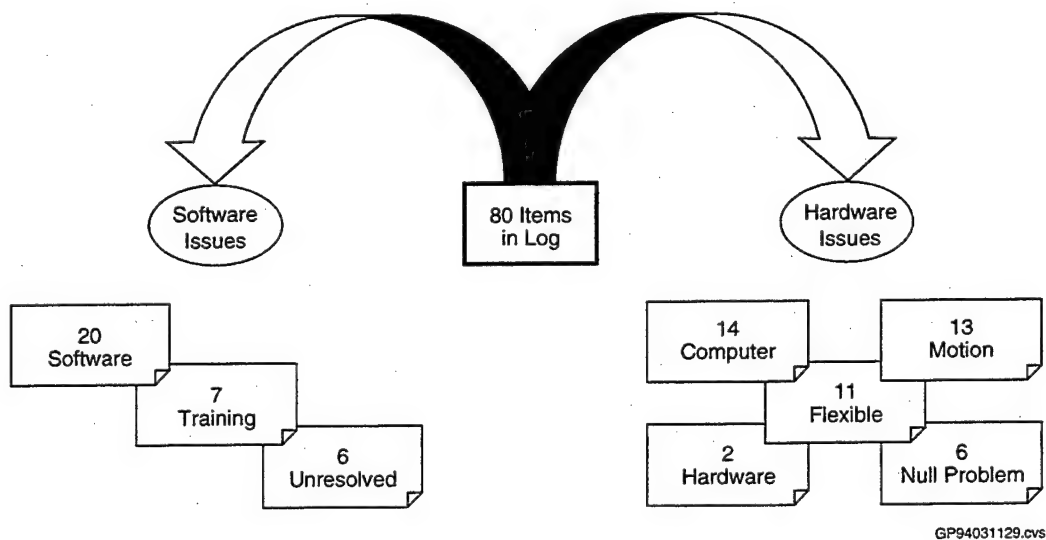 Software
Issues
80 Items
in Log
Hardware
Issues
20
Software
7
Training
6
Unresolved
14
Computer
13
Motion
11
Flexible
2
Hardware
6
Null Problem
GP94031129.cvs